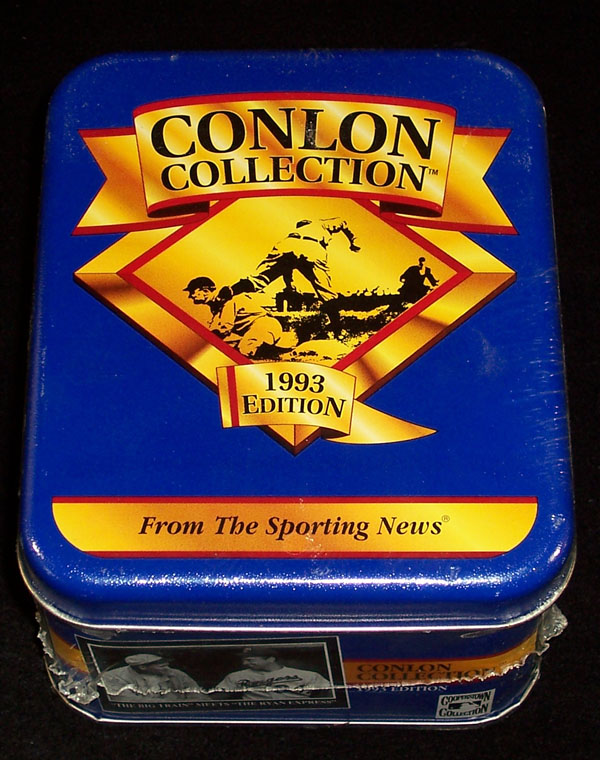 CONLON
COLLECTION™
1993
EDITION
From The Sporting News®
CONLON
COLLECTION
1993 EDITION
Rangers
"THE BIG TRAIN" MEETS "THE RYAN EXPRESS"
COOPERSTOWN
COLLECTION